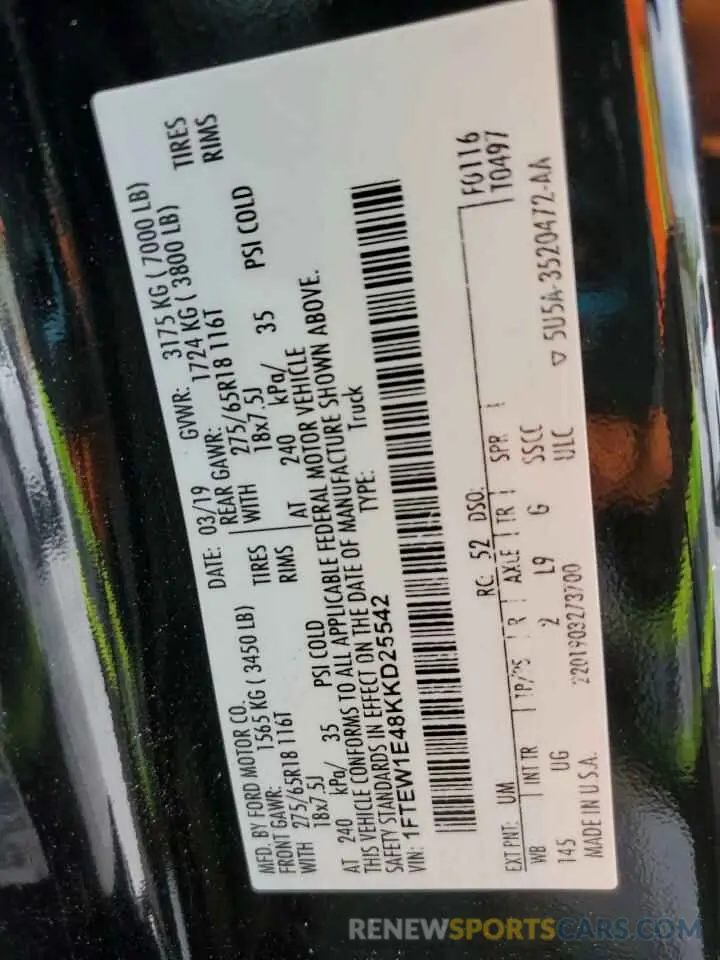 MFD. BY FORD MOTOR CO.
DATE: 03/19
GVWR: 3175 KG ( 7000 LB)
FRONT GAWR: 1565 KG ( 3450 LB)
REAR GAWR: 1724 KG ( 3800 LB)
WITH 275/65R18 116T TIRES
WITH 275/65R18 116T TIRES
18x7.5J RIMS
18x7.5J RIMS
AT 240 kPa/ 35 PSI COLD
AT 240 kPa/ 35 PSI COLD
THIS VEHICLE CONFORMS TO ALL APPLICABLE FEDERAL MOTOR VEHICLE
SAFETY STANDARDS IN EFFECT ON THE DATE OF MANUFACTURE SHOWN ABOVE.
VIN: 1FTEW1E48KKD25542
TYPE: Truck
F0116
T0497
EXT PNT: UM RC: 52 DSO:
WB INT TR TP/PS R AXLE TR SPR
145 UG 2 L9 G SSCC
MADE IN U.S.A. 2201903273700 ULC
▽ 5U5A-3520472-AA
RENEWSPORTSCARS.COM